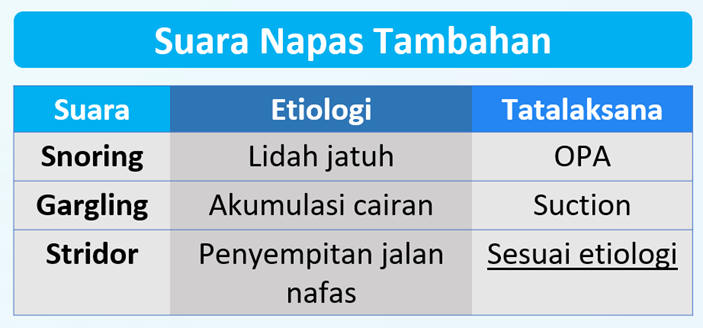 Suara Napas Tambahan
Suara Etiologi Tatalaksana
Snoring Lidah jatuh OPA
Gargling Akumulasi cairan Suction
Stridor Penyempitan jalan Sesuai etiologi
nafas